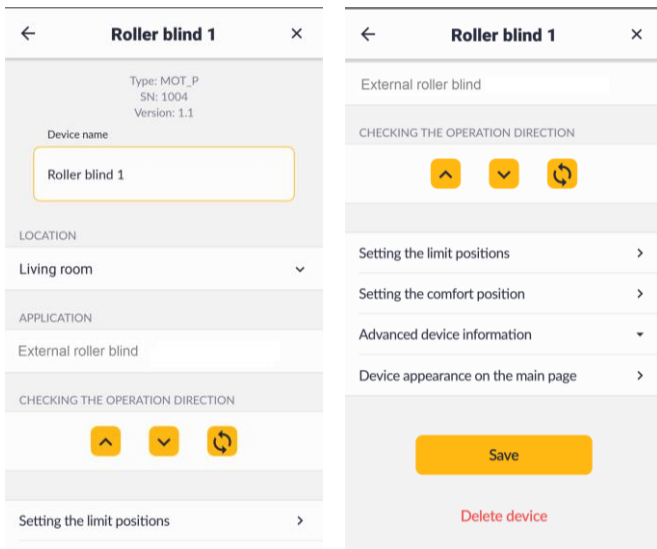 Roller blind 1
Type: MOT_P
SN: 1004
Version: 1.1
Device name
Roller blind 1
LOCATION
Living room
APPLICATION
External roller blind
CHECKING THE OPERATION DIRECTION
Setting the limit positions
Roller blind 1
External roller blind
CHECKING THE OPERATION DIRECTION
Setting the limit positions
Setting the comfort position
Advanced device information
Device appearance on the main page
Save
Delete device